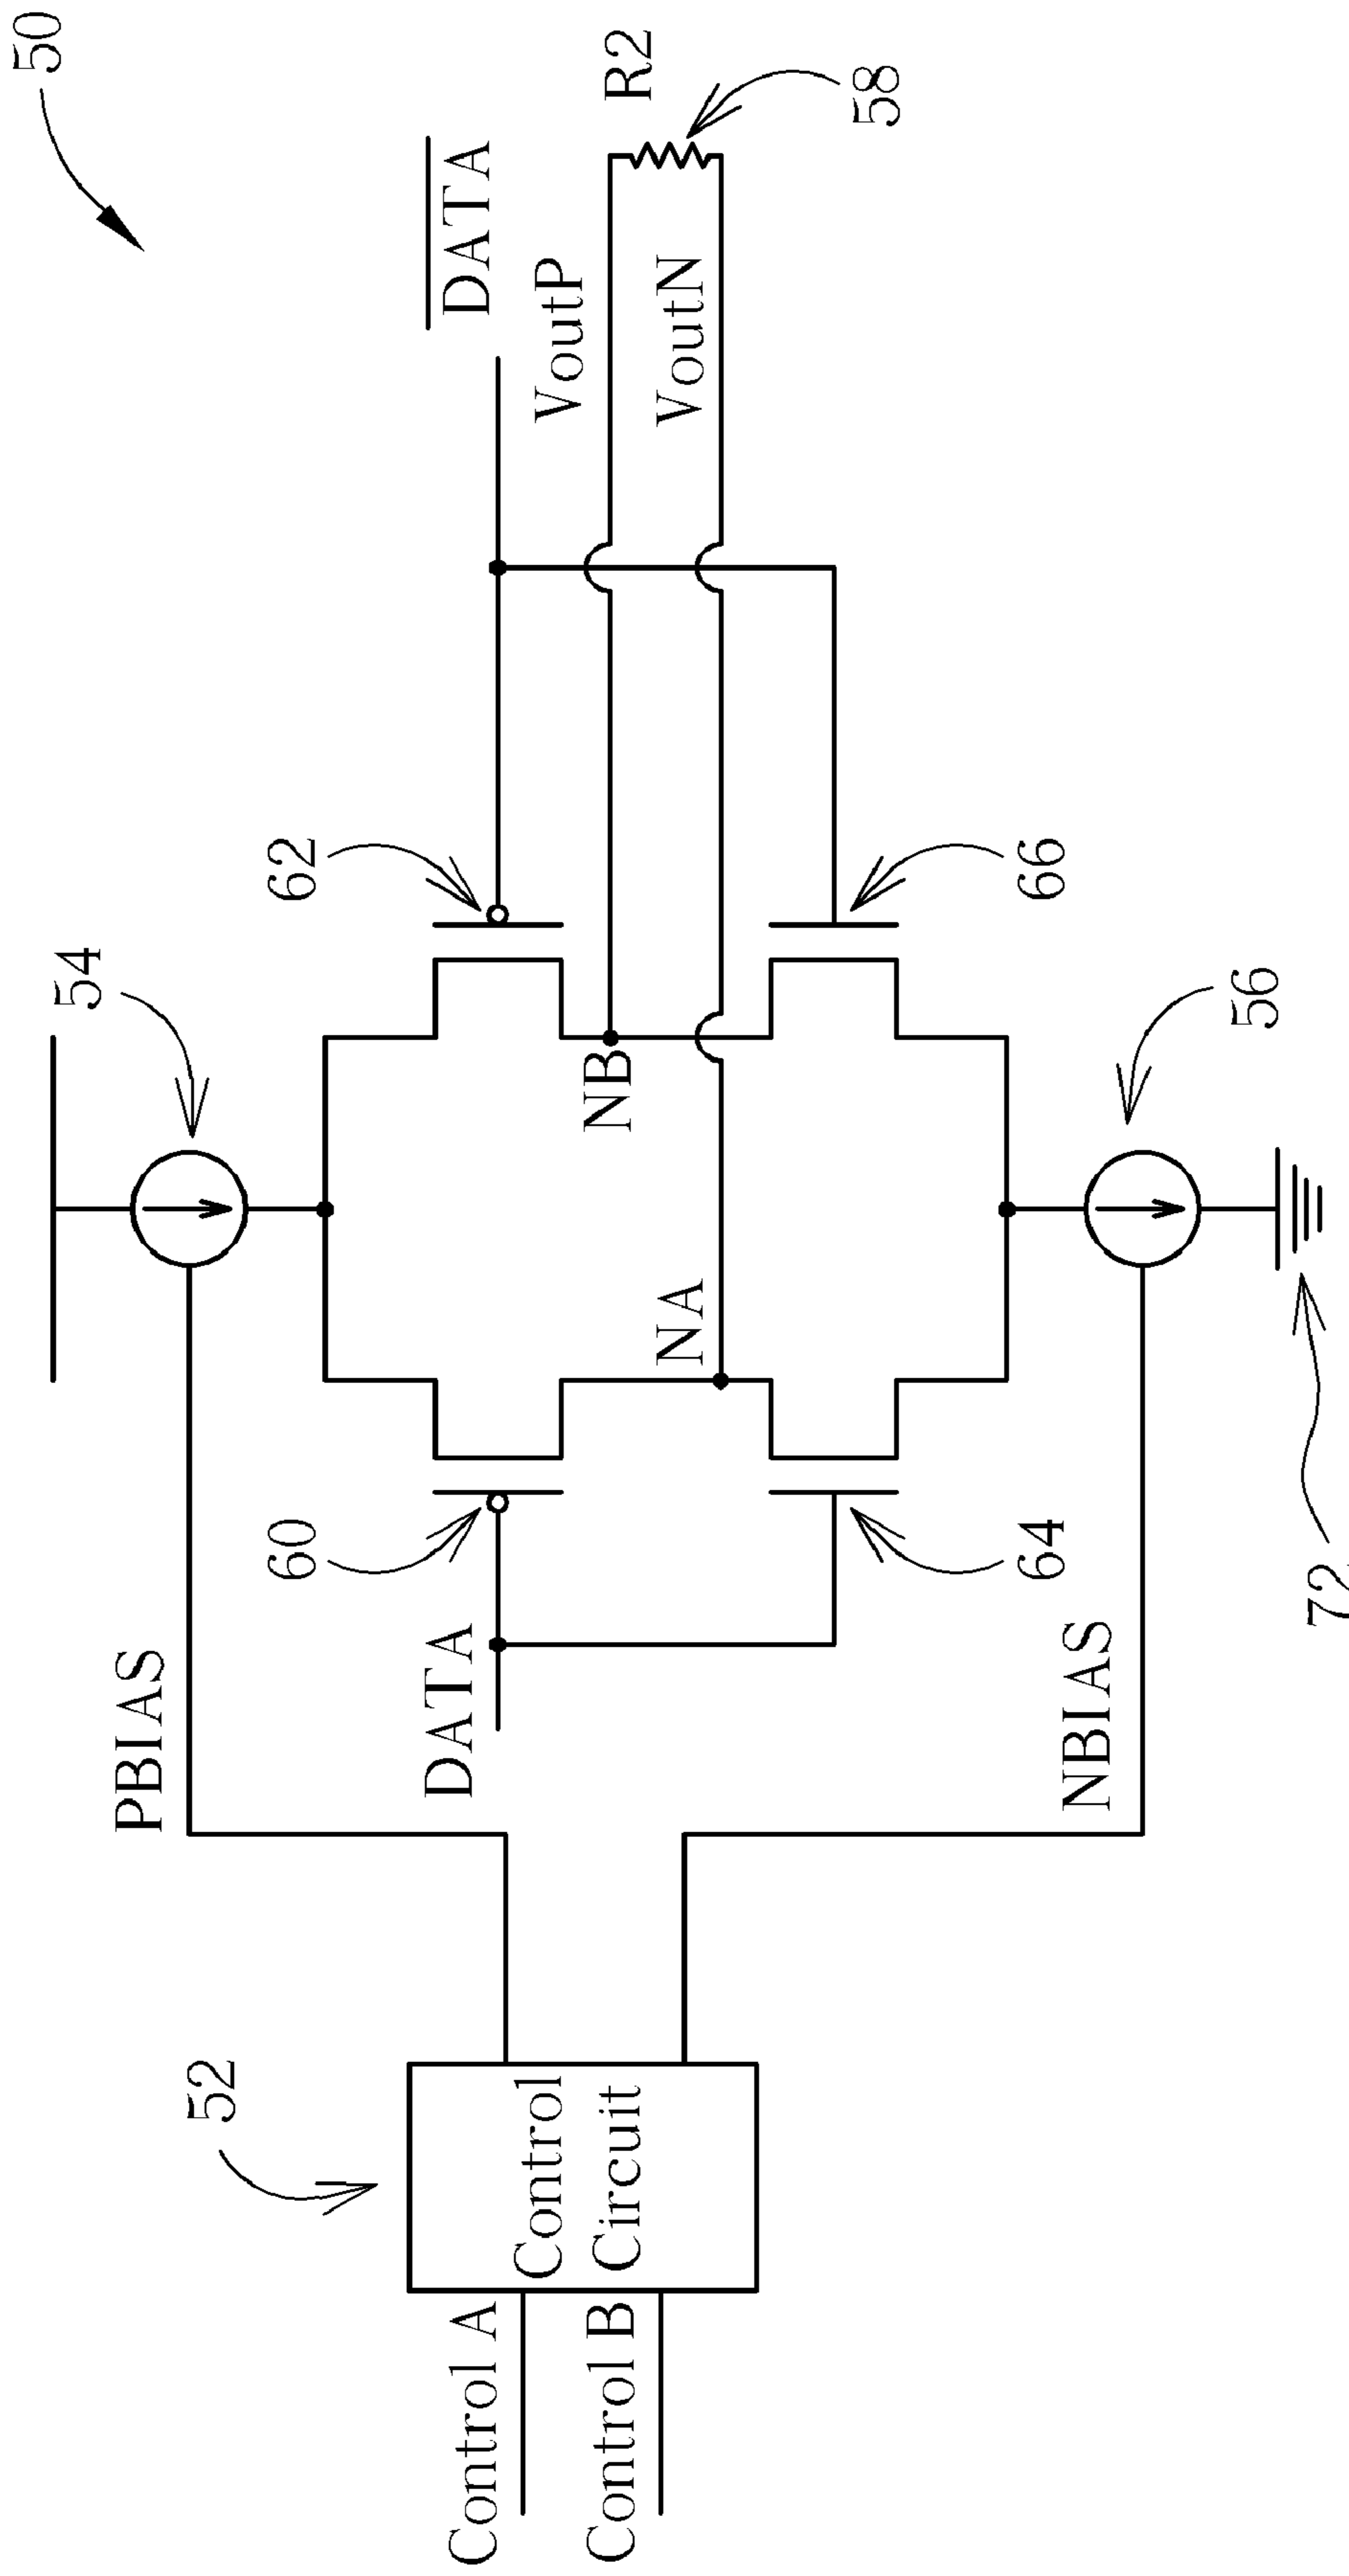 50
54
PBIAS
52
62
60
DATA
D̅A̅T̅A̅
R2
VoutP
VoutN
58
NB
NA
Control A
Control B
Control
Circuit
66
64
NBIAS
56
72